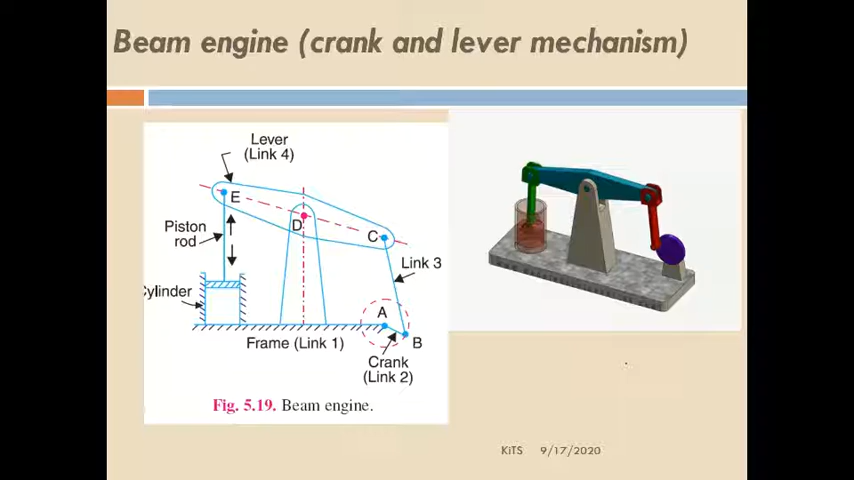 Beam engine (crank and lever mechanism)
Lever
(Link 4)
E
Piston
rod
D
C
Link 3
Cylinder
A
B
Frame (Link 1)
Crank
(Link 2)
Fig. 5.19. Beam engine.
KITS 9/17/2020